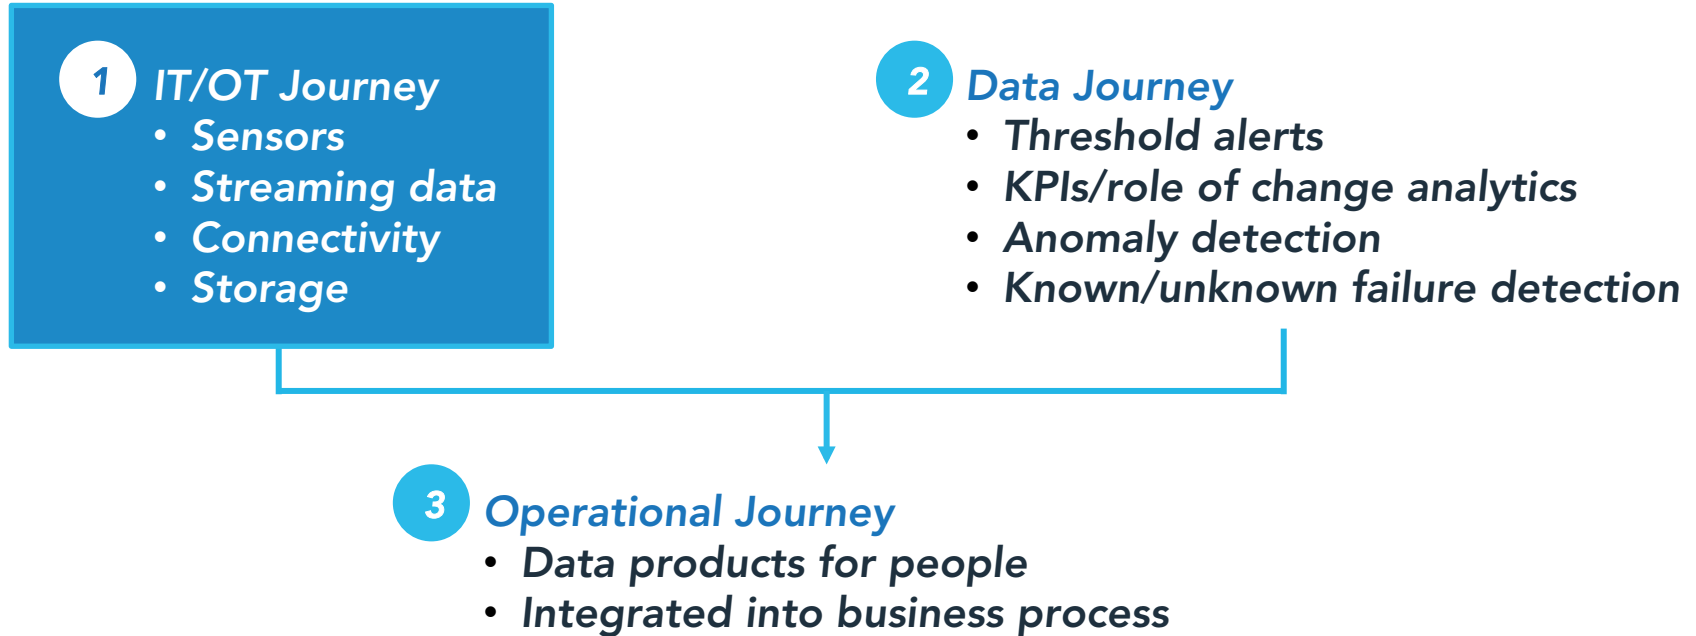 1 IT/OT Journey
• Sensors
• Streaming data
• Connectivity
• Storage
2 Data Journey
• Threshold alerts
• KPIs/role of change analytics
• Anomaly detection
• Known/unknown failure detection
3 Operational Journey
• Data products for people
• Integrated into business process